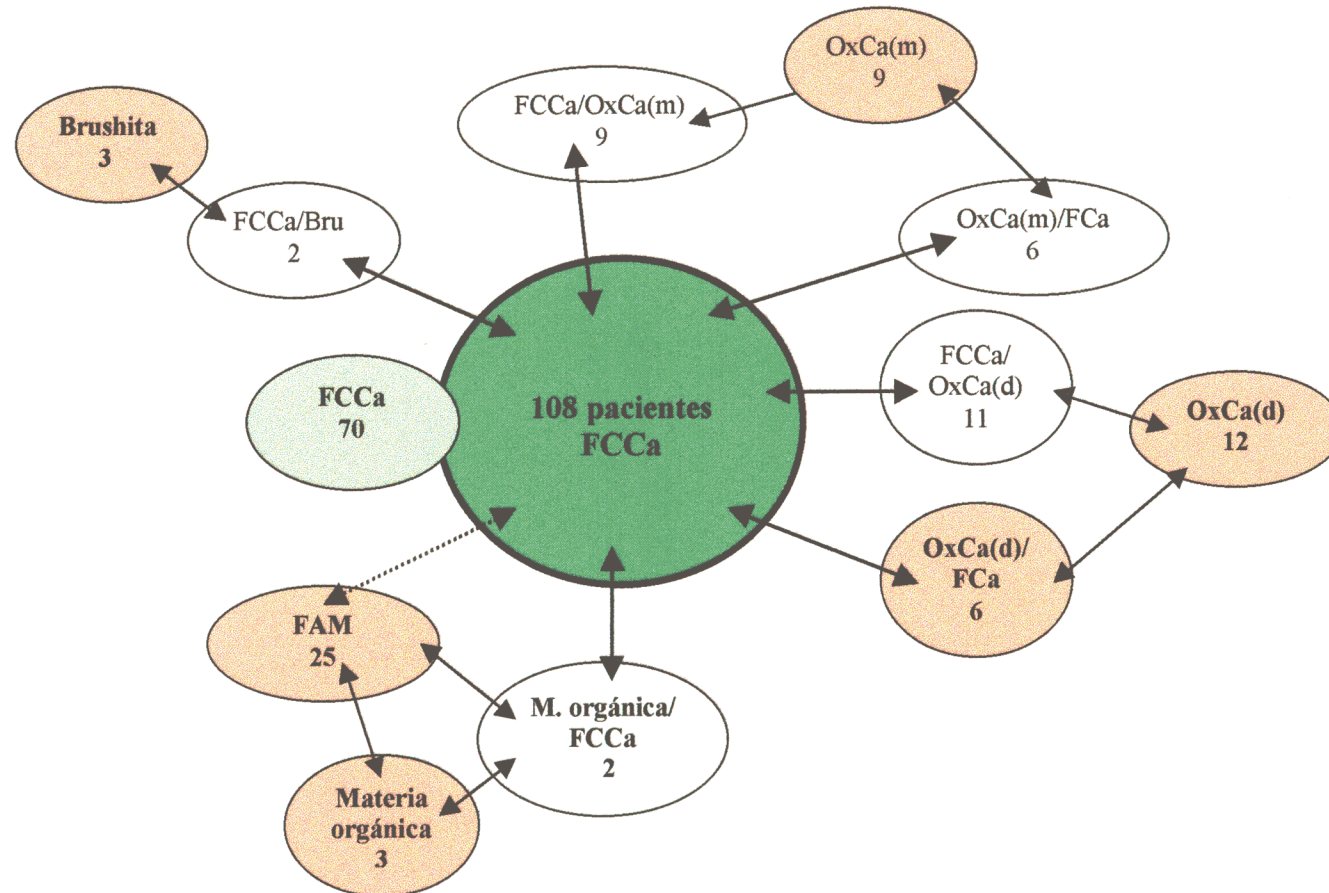 OxCa(m)
9
FCCa/OxCa(m)
9
Brushita
3
FCCa/Bru
2
OxCa(m)/FCa
6
FCCa/
OxCa(d)
11
OxCa(d)
12
FCCa
70
108 pacientes
FCCa
OxCa(d)/
FCa
6
FAM
25
M. orgánica/
FCCa
2
Materia
orgánica
3